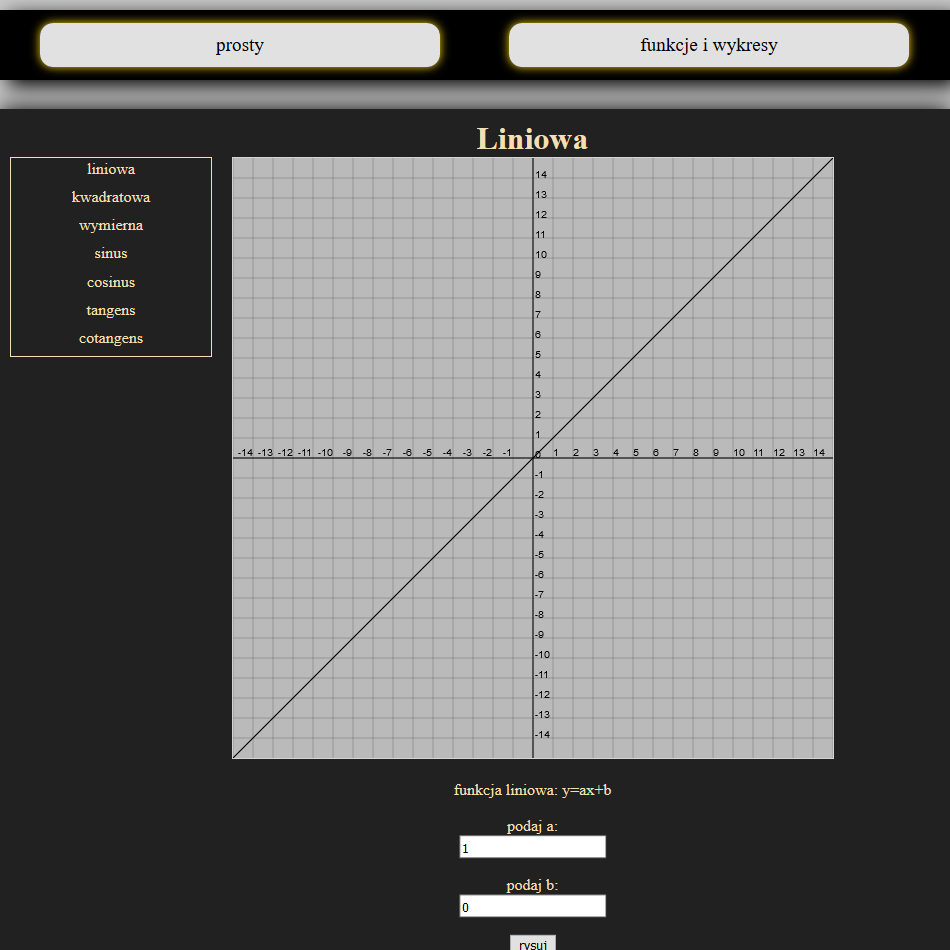 prosty
funkcje i wykresy
Liniowa
liniowa
kwadratowa
wymierna
sinus
cosinus
tangens
cotangens
14
13
12
11
10
9
8
7
6
5
4
3
2
1
-14 -13 -12 -11 -10 -9 -8 -7 -6 -5 -4 -3 -2 -1 0 1 2 3 4 5 6 7 8 9 10 11 12 13 14
-1
-2
-3
-4
-5
-6
-7
-8
-9
-10
-11
-12
-13
-14
funkcja liniowa: y=ax+b
podaj a:
1
podaj b:
0
rysuj